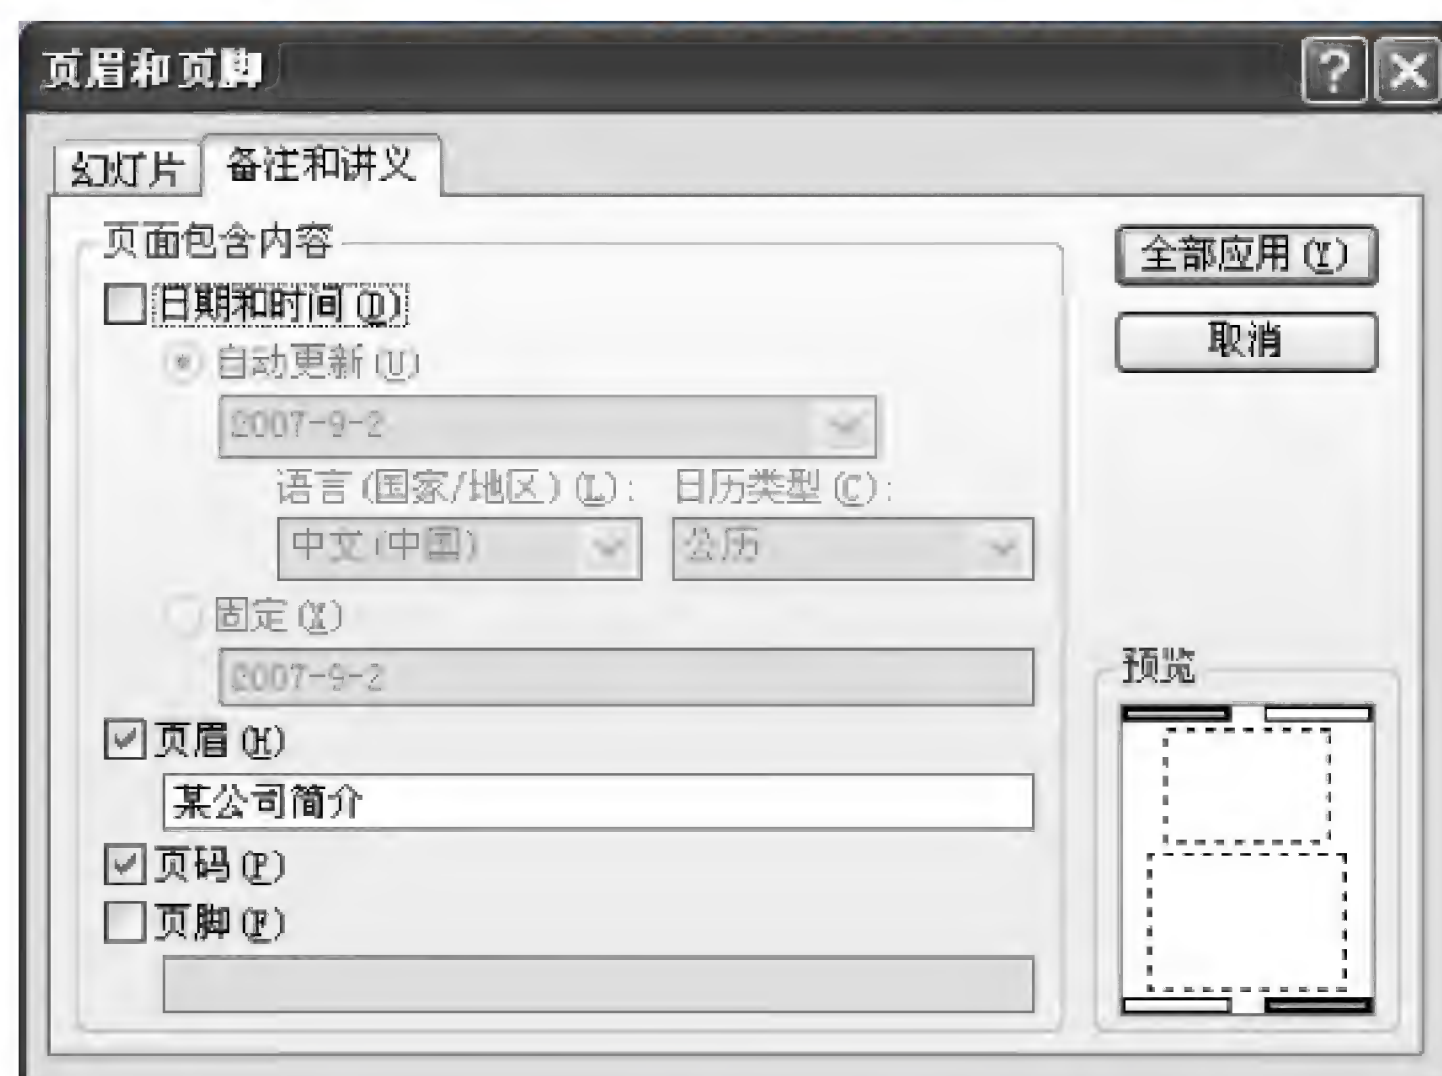 页眉和页脚
幻灯片 备注和讲义
页面包含内容
全部应用(Y)
日期和时间(D)
取消
自动更新(U)
2007-9-2
语言(国家/地区)(L): 日历类型(C):
中文(中国) 公历
固定(X)
2007-9-2
预览
页眉(H)
某公司简介
页码(P)
页脚(F)